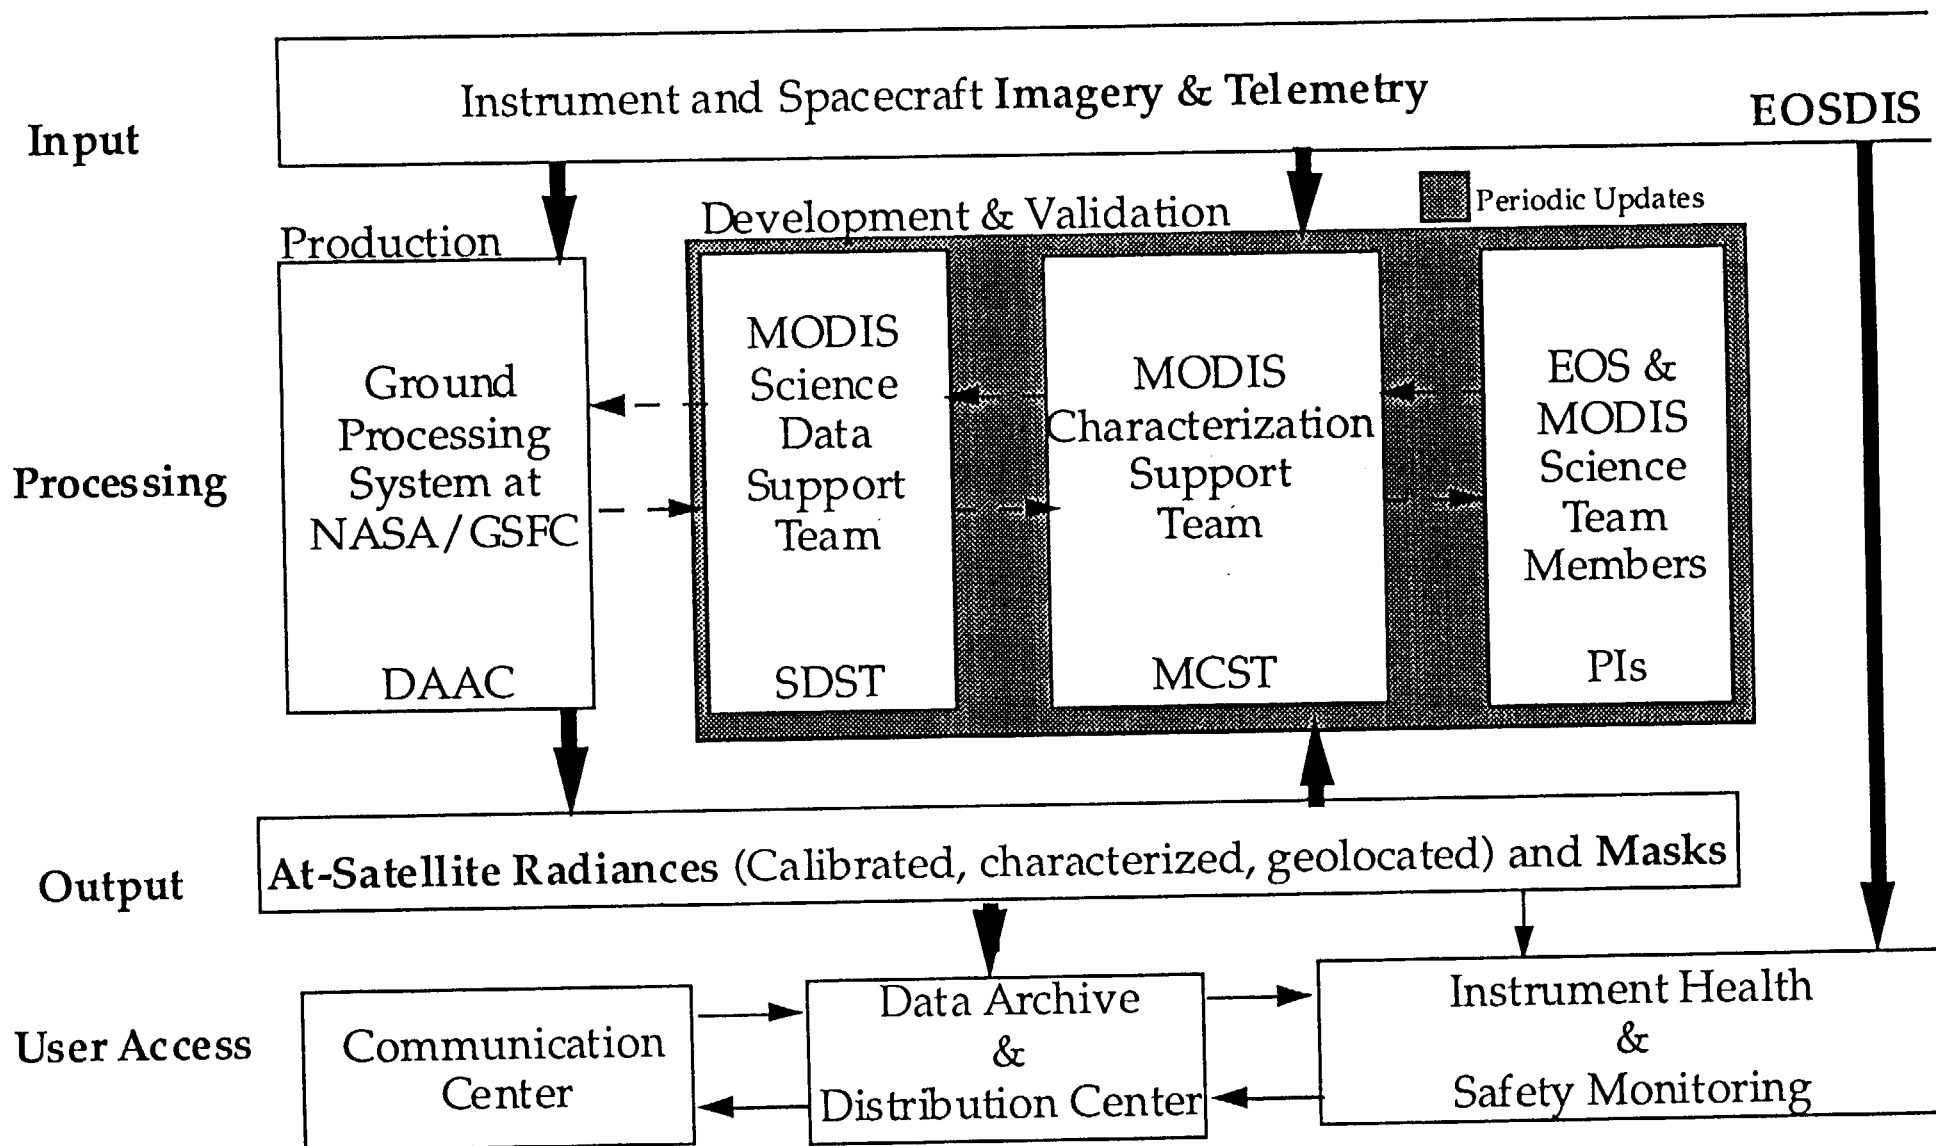 Instrument and Spacecraft Imagery & Telemetry
EOSDIS
Input
Periodic Updates
Development & Validation
Production
Processing
Ground
Processing
System at
NASA/GSFC
DAAC
MODIS
Science
Data
Support
Team
SDST
MODIS
Characterization
Support
Team
MCST
EOS &
MODIS
Science
Team
Members
PIs
Output
At-Satellite Radiances (Calibrated, characterized, geolocated) and Masks
User Access
Communication
Center
Data Archive
&
Distribution Center
Instrument Health
&
Safety Monitoring